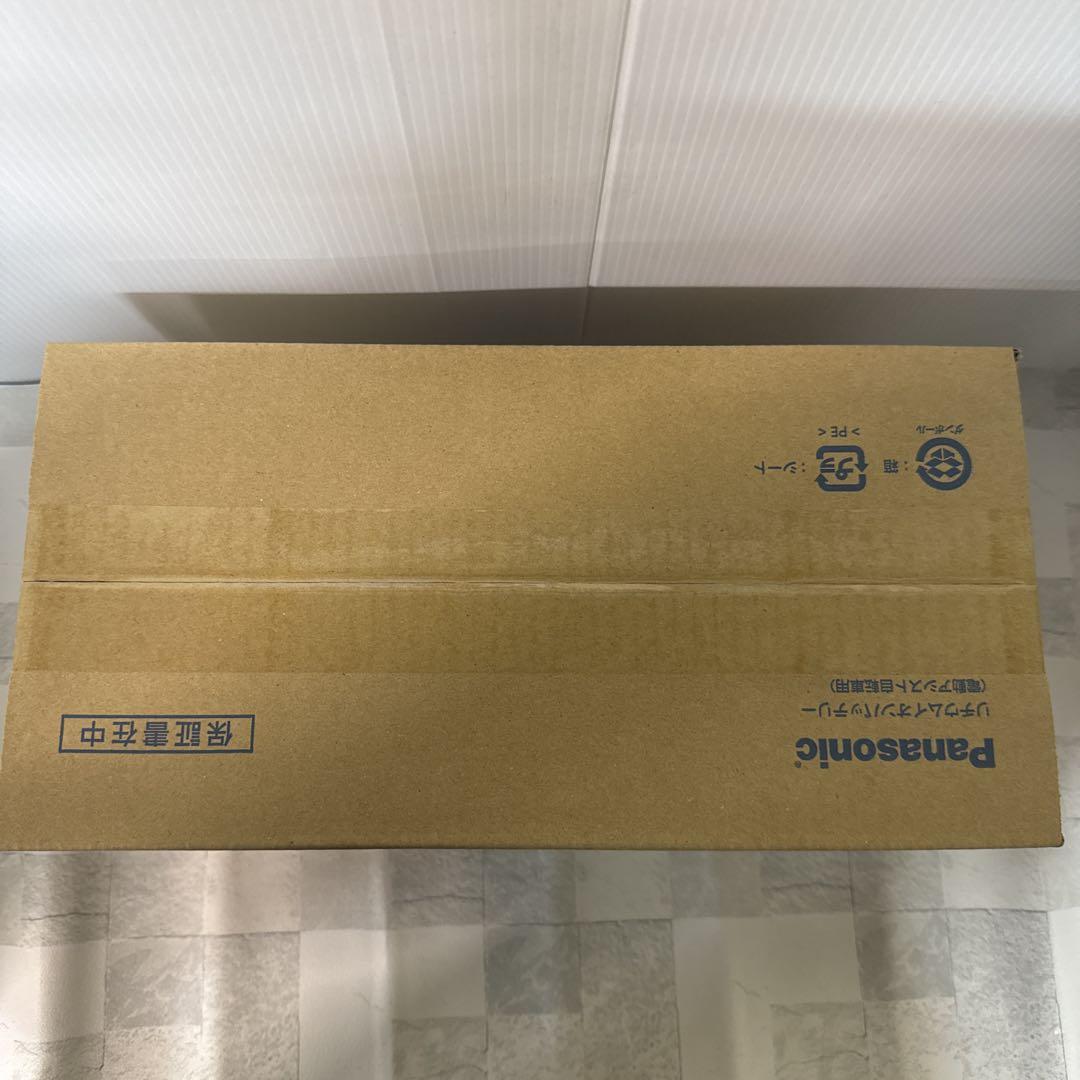 Panasonic
リチウムイオンバッテリー
(電動アシスト自転車用)
保証書在中
ダンボール
:箱
プラ
:シーナ
>PE<